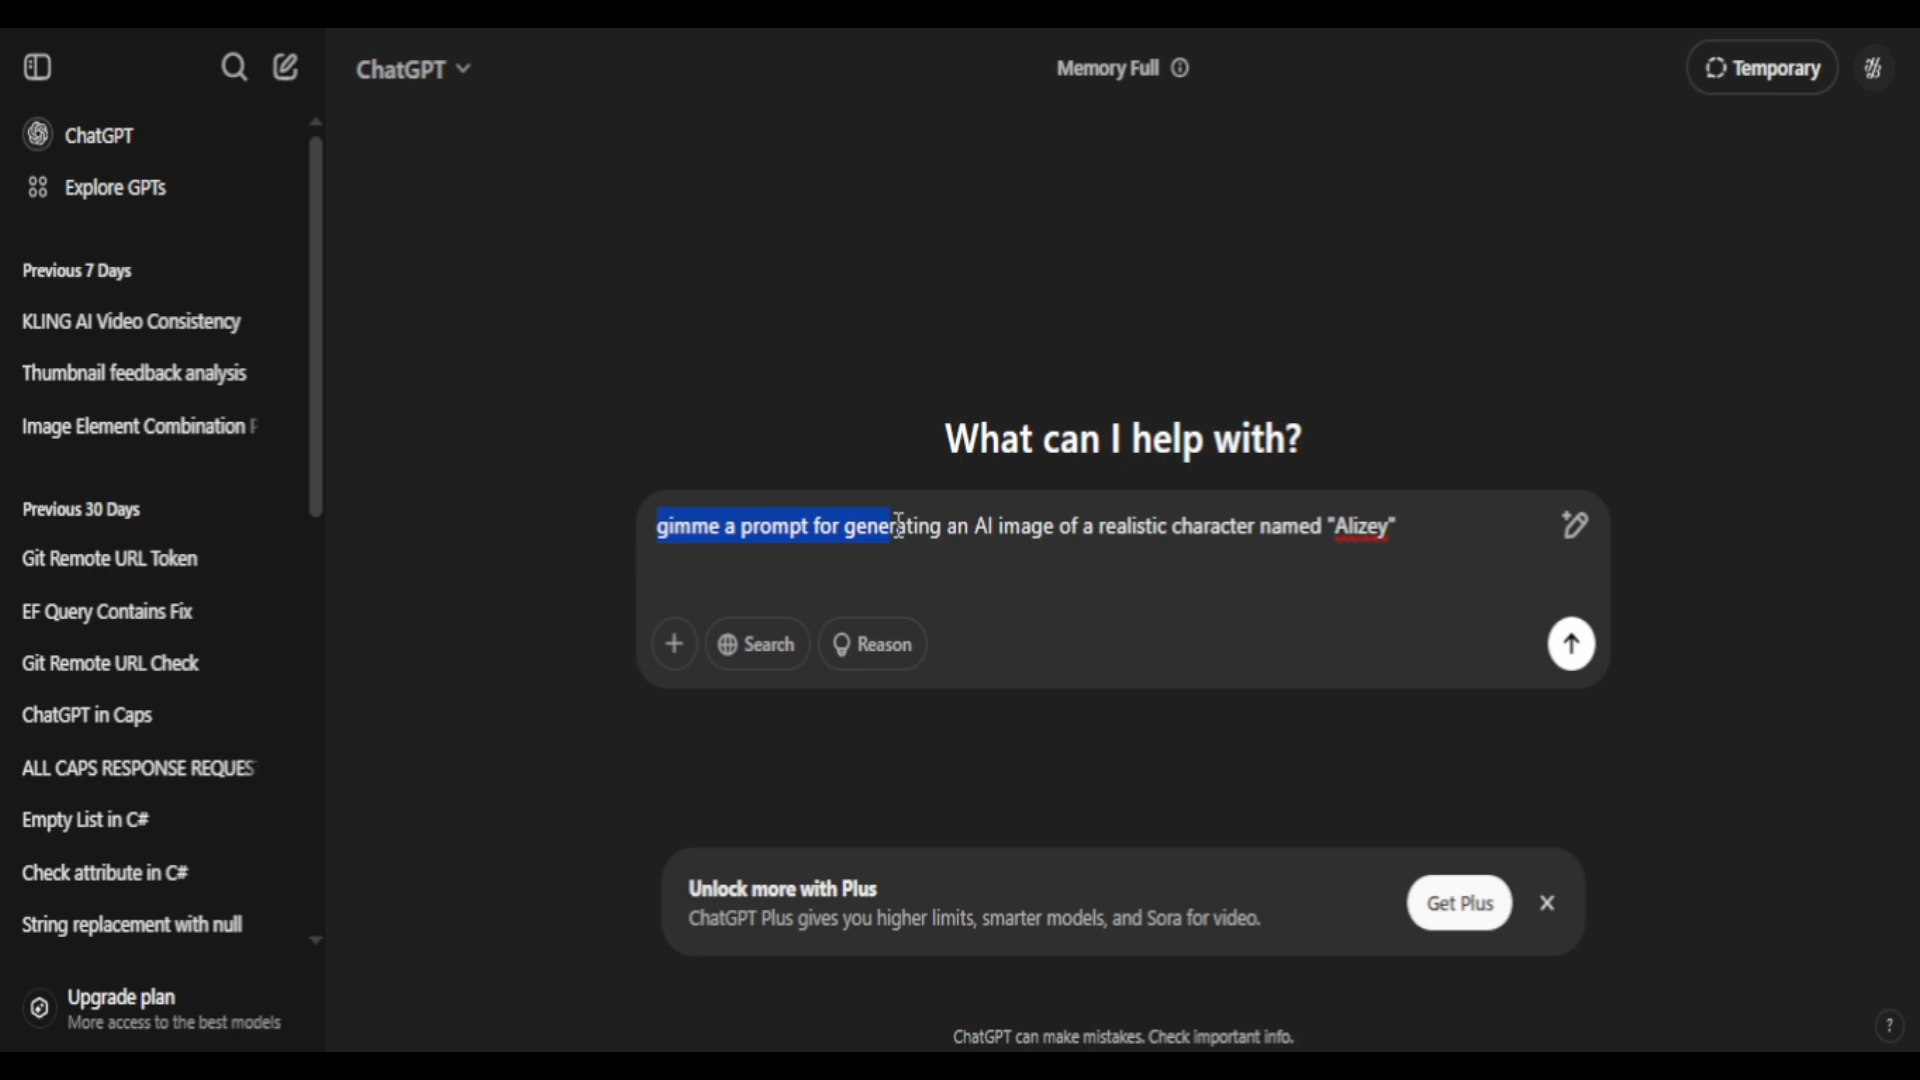 ChatGPT
Memory Full
Temporary
ChatGPT
Explore GPTs
Previous 7 Days
KLING AI Video Consistency
Thumbnail feedback analysis
Image Element Combination F
Previous 30 Days
Git Remote URL Token
EF Query Contains Fix
Git Remote URL Check
ChatGPT in Caps
ALL CAPS RESPONSE REQUES
Empty List in C#
Check attribute in C#
String replacement with null
Upgrade plan
More access to the best models
What can I help with?
gimme a prompt for generating an AI image of a realistic character named "Alizey"
Search
Reason
Unlock more with Plus
ChatGPT Plus gives you higher limits, smarter models, and Sora for video.
Get Plus
ChatGPT can make mistakes. Check important info.
?